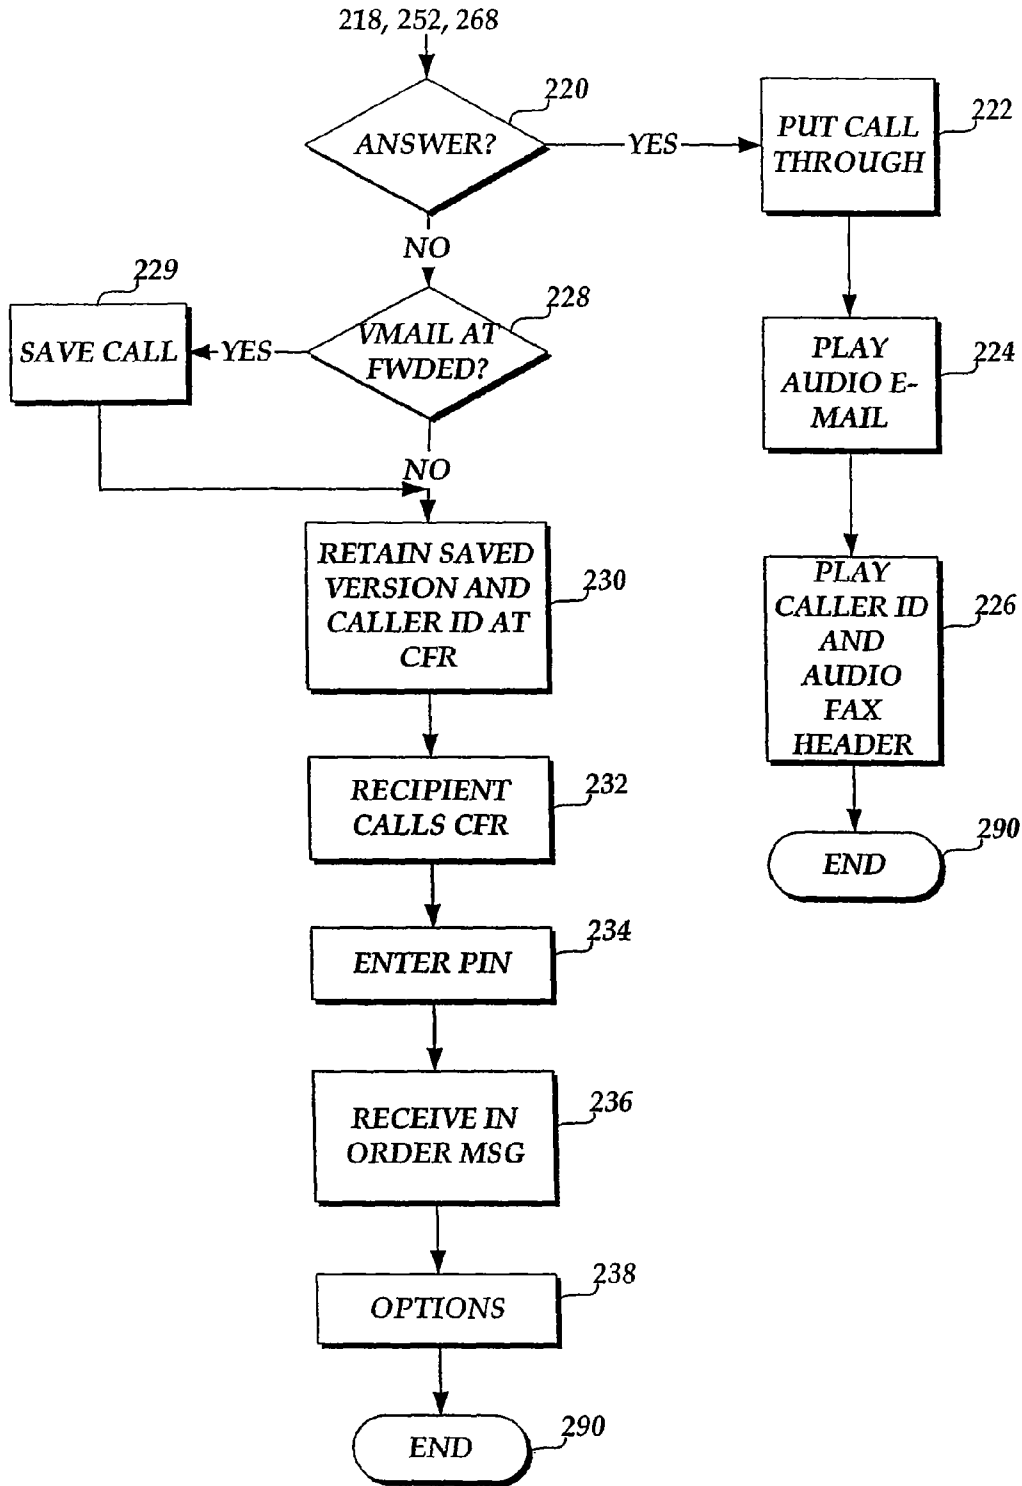 218, 252, 268
220
ANSWER?
YES
PUT CALL
THROUGH
222
NO
229
SAVE CALL
YES
228
VMAIL AT
FWDED?
PLAY
AUDIO E-
MAIL
224
NO
RETAIN SAVED
VERSION AND
CALLER ID AT
CFR
230
PLAY
CALLER ID
AND
AUDIO
FAX
HEADER
226
RECIPIENT
CALLS CFR
232
END
290
ENTER PIN
234
RECEIVE IN
ORDER MSG
236
OPTIONS
238
END
290